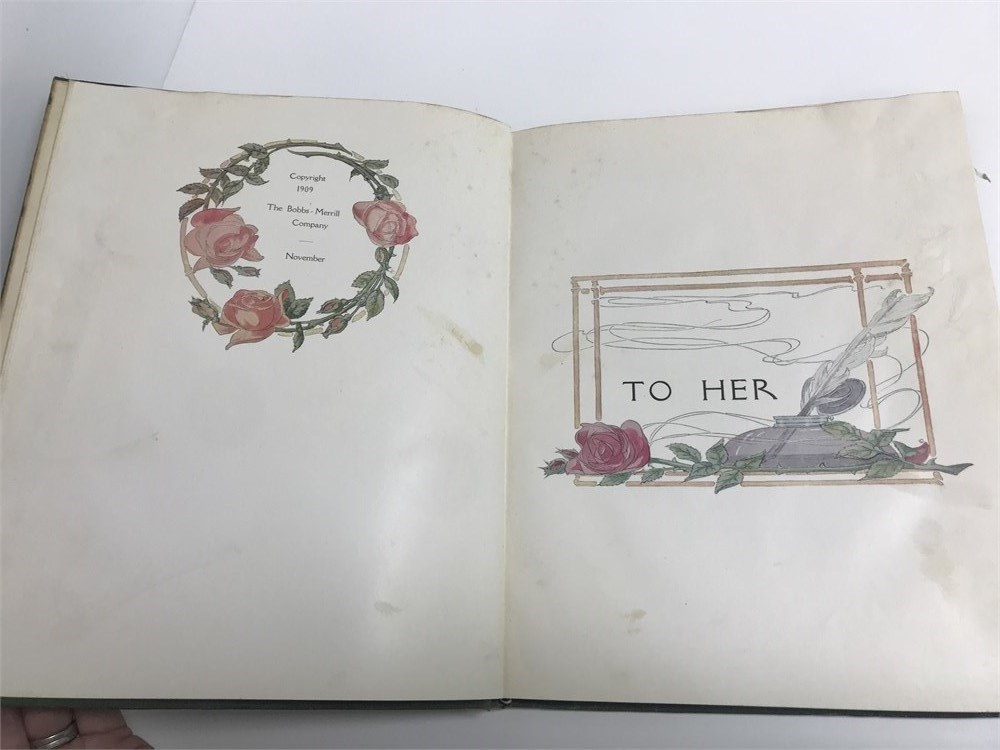 Copyright
1909
The Bobbs-Merrill
Company
November
TO HER